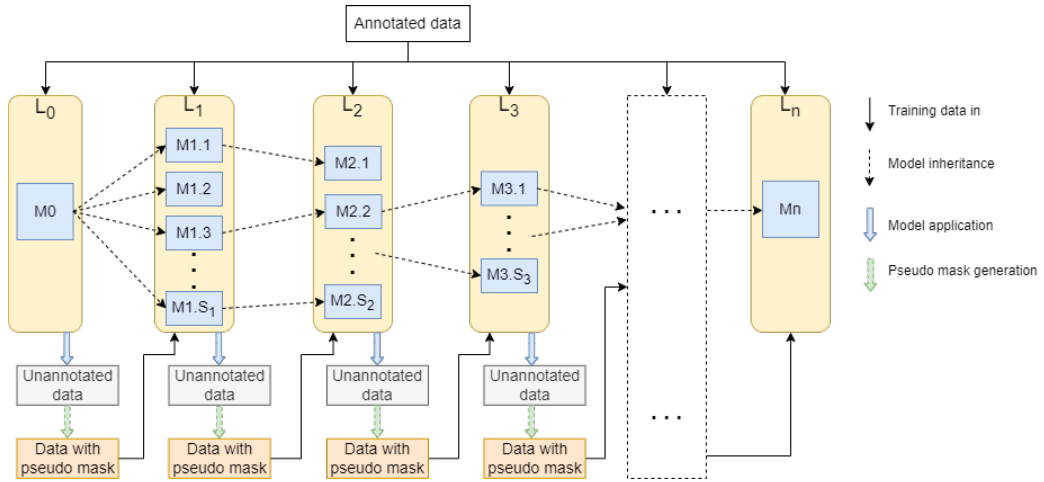 Annotated data
L0
L1
L2
L3
Ln
M0
M1.1
M1.2
M1.3
M1.S1
M2.1
M2.2
M2.S2
M3.1
M3.S3
. . .
. . .
Mn
Training data in
Model inheritance
Model application
Pseudo mask generation
Unannotated
data
Unannotated
data
Unannotated
data
Unannotated
data
Data with
pseudo mask
Data with
pseudo mask
Data with
pseudo mask
Data with
pseudo mask